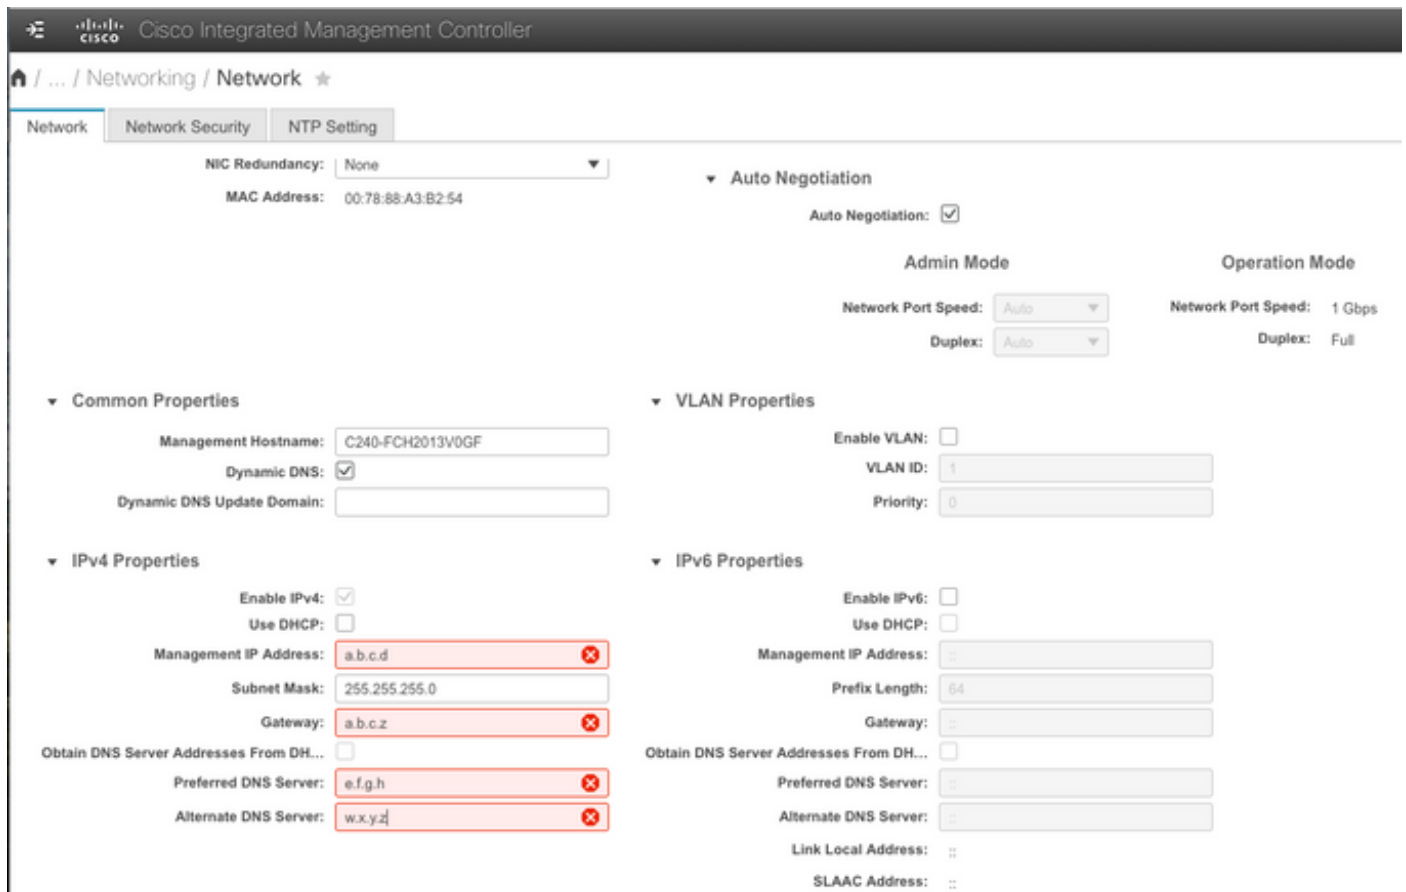 cisco Cisco Integrated Management Controller
/ ... / Networking / Network
Network Network Security NTP Setting
NIC Redundancy: None
MAC Address: 00:78:88:A3:B2:54
Auto Negotiation
Auto Negotiation:
Admin Mode Operation Mode
Network Port Speed: Auto Network Port Speed: 1 Gbps
Duplex: Auto Duplex: Full
Common Properties
Management Hostname: C240-FCH2013V0GF
Dynamic DNS:
Dynamic DNS Update Domain:
VLAN Properties
Enable VLAN:
VLAN ID: 1
Priority: 0
IPv4 Properties
Enable IPv4:
Use DHCP:
Management IP Address: a.b.c.d
Subnet Mask: 255.255.255.0
Gateway: a.b.c.z
Obtain DNS Server Addresses From DH...
Preferred DNS Server: e.f.g.h
Alternate DNS Server: w.x.y.z
IPv6 Properties
Enable IPv6:
Use DHCP:
Management IP Address: ::
Prefix Length: 64
Gateway: ::
Obtain DNS Server Addresses From DH...
Preferred DNS Server: ::
Alternate DNS Server: ::
Link Local Address: ::
SLAAC Address: ::